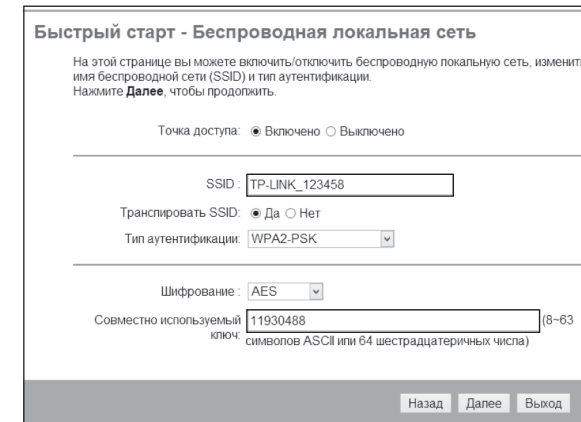 Быстрый старт - Беспроводная локальная сеть
На этой странице вы можете включить/отключить беспроводную локальную сеть, изменить
имя беспроводной сети (SSID) и тип аутентификации.
Нажмите Далее, чтобы продолжить.
Точка доступа: Включено Выключено
SSID : TP-LINK_123458
Транслировать SSID: Да Нет
Тип аутентификации: WPA2-PSK
Шифрование : AES
Совместно используемый 11930488 (8~63
ключ: символов ASCII или 64 шестрадцатеричных числа)
Назад Далее Выход